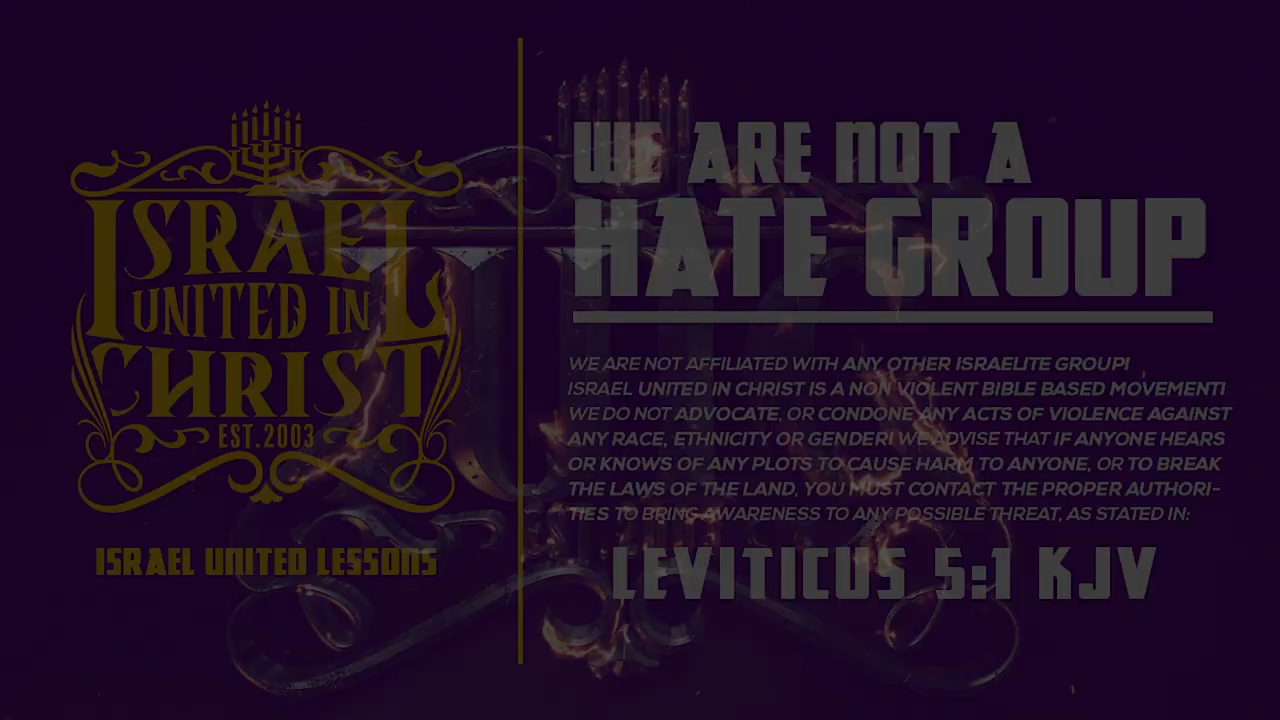 ISRAEL
UNITED IN
CHRIST
EST.2003
ISRAEL UNITED LESSONS
WE ARE NOT A
HATE GROUP
WE ARE NOT AFFILIATED WITH ANY OTHER ISRAELITE GROUP!
ISRAEL UNITED IN CHRIST IS A NON VIOLENT BIBLE BASED MOVEMENT!
WE DO NOT ADVOCATE, OR CONDONE ANY ACTS OF VIOLENCE AGAINST
ANY RACE, ETHNICITY OR GENDER! WE ADVISE THAT IF ANYONE HEARS
OR KNOWS OF ANY PLOTS TO CAUSE HARM TO ANYONE, OR TO BREAK
THE LAWS OF THE LAND, YOU MUST CONTACT THE PROPER AUTHORI-
TIES TO BRING AWARENESS TO ANY POSSIBLE THREAT, AS STATED IN:
LEVITICUS 5:1 KJV